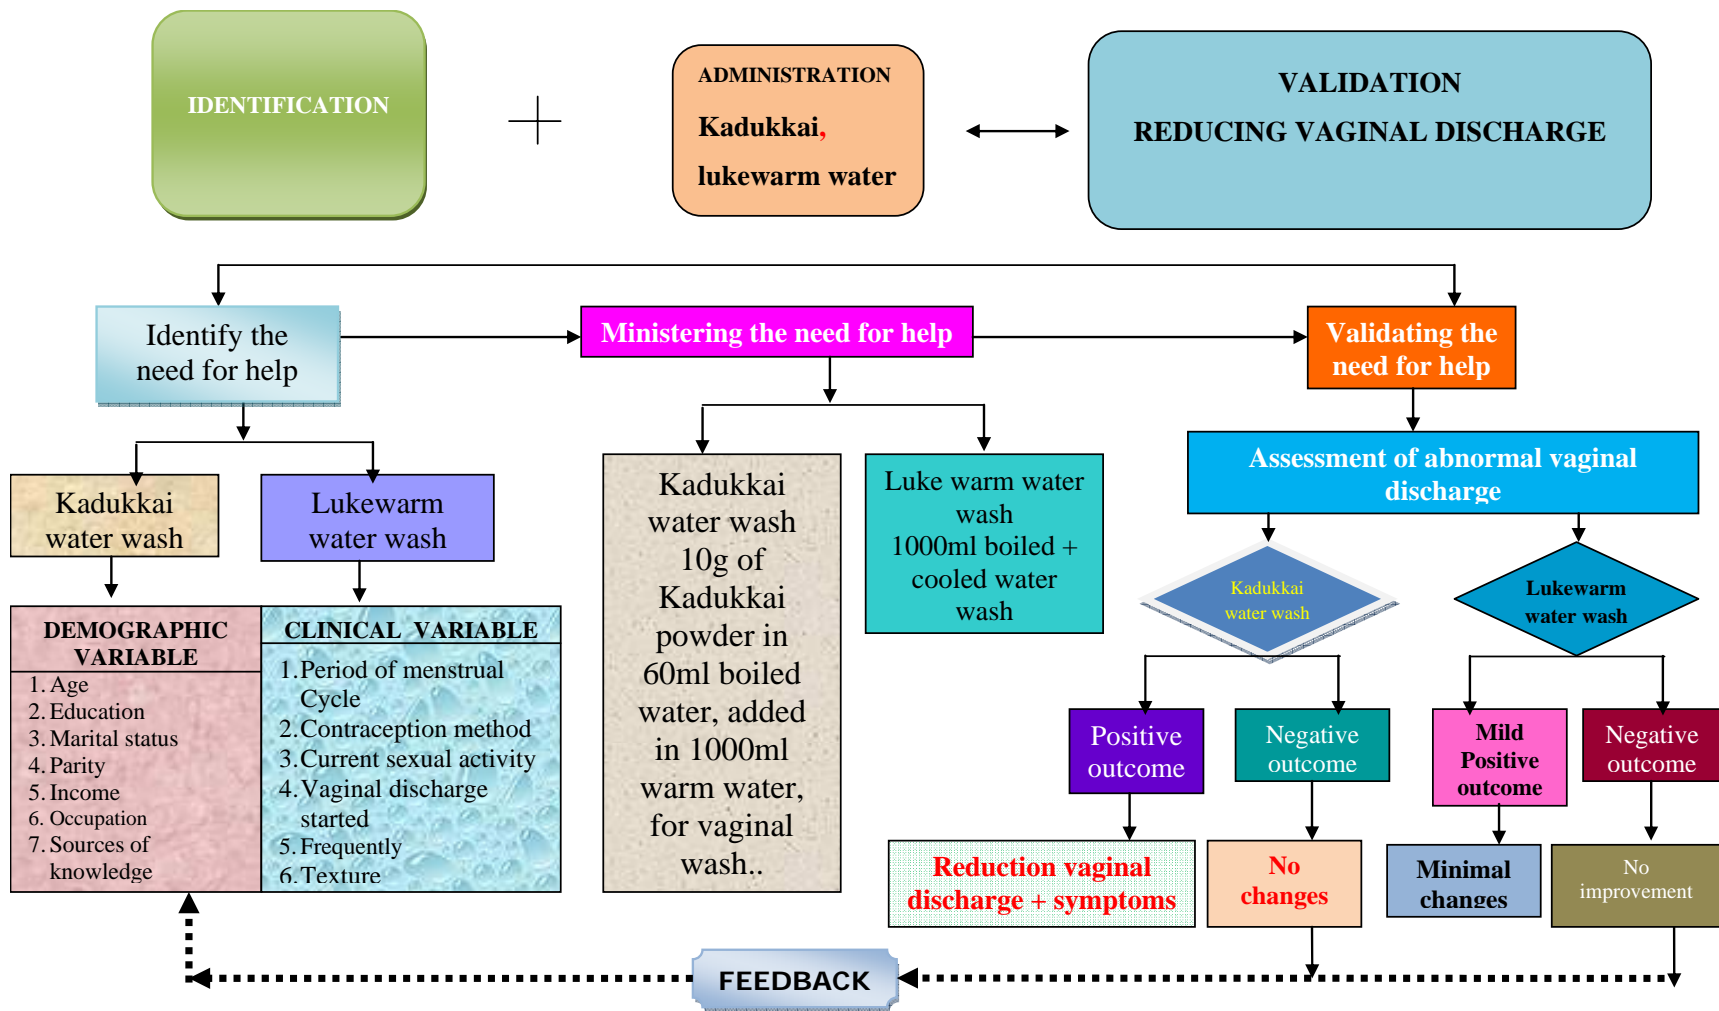 IDENTIFICATION
ADMINISTRATION
Kadukkai,
lukewarm water
VALIDATION
REDUCING VAGINAL DISCHARGE
Identify the
need for help
Ministering the need for help
Validating the
need for help
Kadukkai
water wash
Lukewarm
water wash
Kadukkai
water wash
10g of
Kadukkai
powder in
60ml boiled
water, added
in 1000ml
warm water,
for vaginal
wash..
Luke warm water
wash
1000ml boiled +
cooled water
wash
Assessment of abnormal vaginal
discharge
Kadukkai
water wash
Lukewarm
water wash
DEMOGRAPHIC
VARIABLE
1. Age
2. Education
3. Marital status
4. Parity
5. Income
6. Occupation
7. Sources of
knowledge
CLINICAL VARIABLE
1. Period of menstrual
Cycle
2. Contraception method
3. Current sexual activity
4. Vaginal discharge
started
5. Frequently
6. Texture
Positive
outcome
Negative
outcome
Mild
Positive
outcome
Negative
outcome
Reduction vaginal
discharge + symptoms
No
changes
Minimal
changes
No
improvement
FEEDBACK